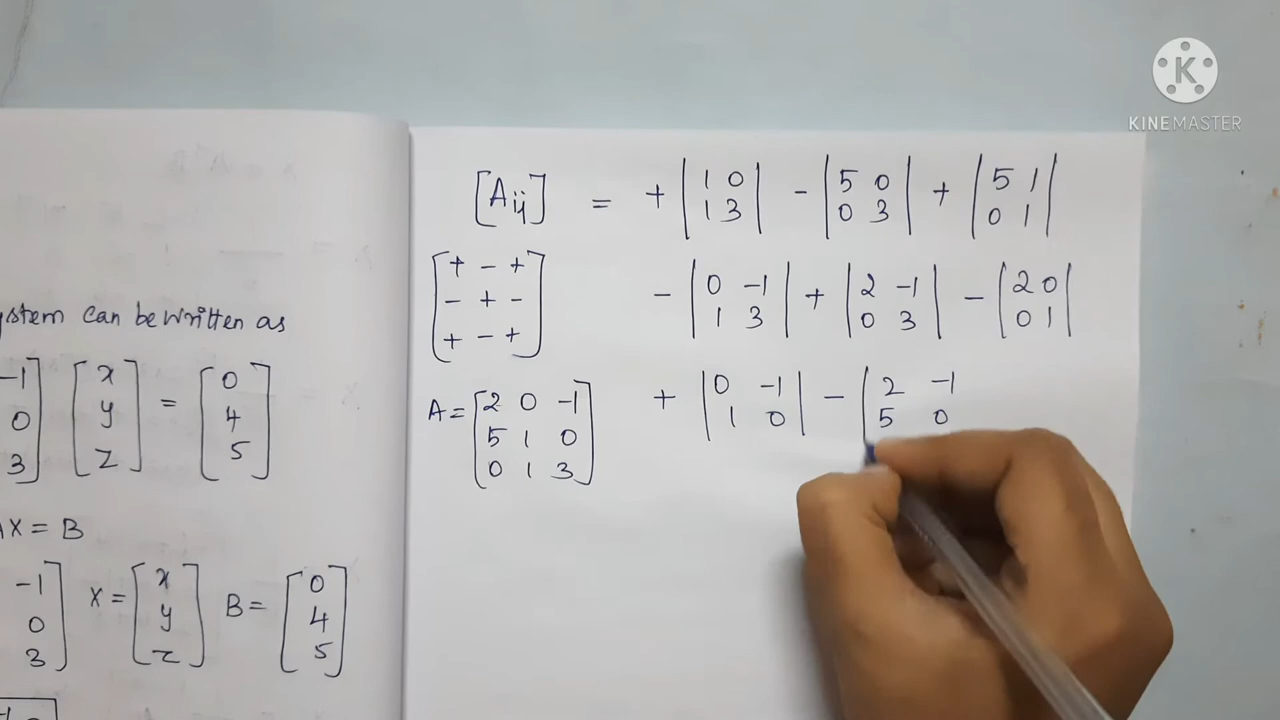 K
KINEMASTER
[Aij] = + |1 0| - |5 0| + |5 1|
|1 3| |0 3| |0 1|
[+ - +]
[- + -]
[+ - +]
- |0 -1| + |2 -1| - |2 0|
|1 3| |0 3| |0 1|
+ |0 -1| - |2 -1
|1 0| |5 0
A = [2 0 -1]
[5 1 0]
[0 1 3]
ystem can be written as
-1] [x] = [0]
0] [y] [4]
3] [z] [5]
AX = B
-1] X = [x] B = [0]
0] [y] [4]
3] [z] [5]